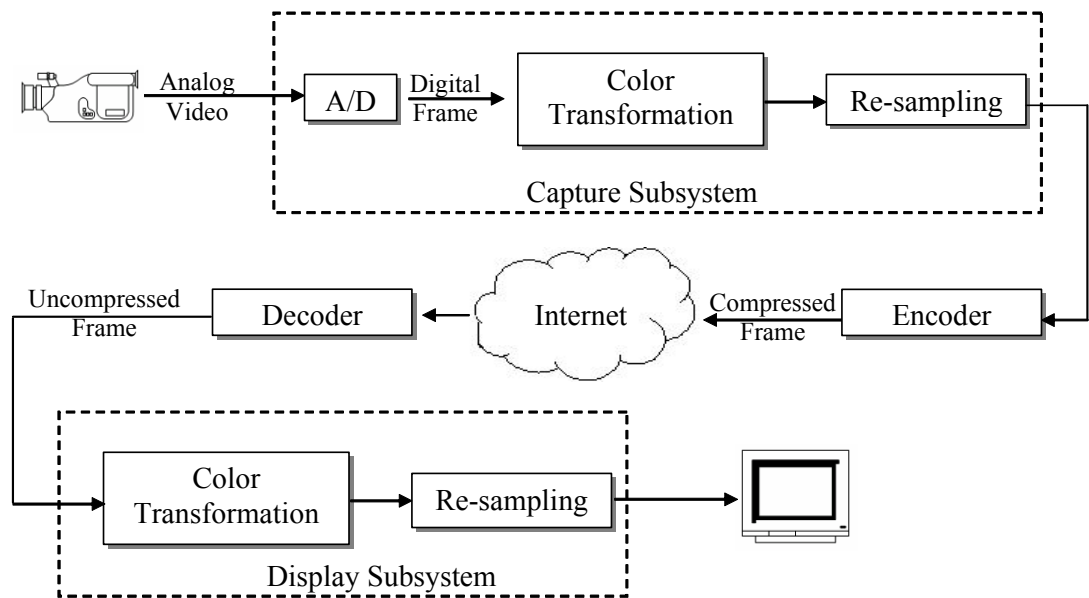 Analog
Video
A/D
Digital
Frame
Color
Transformation
Re-sampling
Capture Subsystem
Uncompressed
Frame
Decoder
Internet
Compressed
Frame
Encoder
Color
Transformation
Re-sampling
Display Subsystem